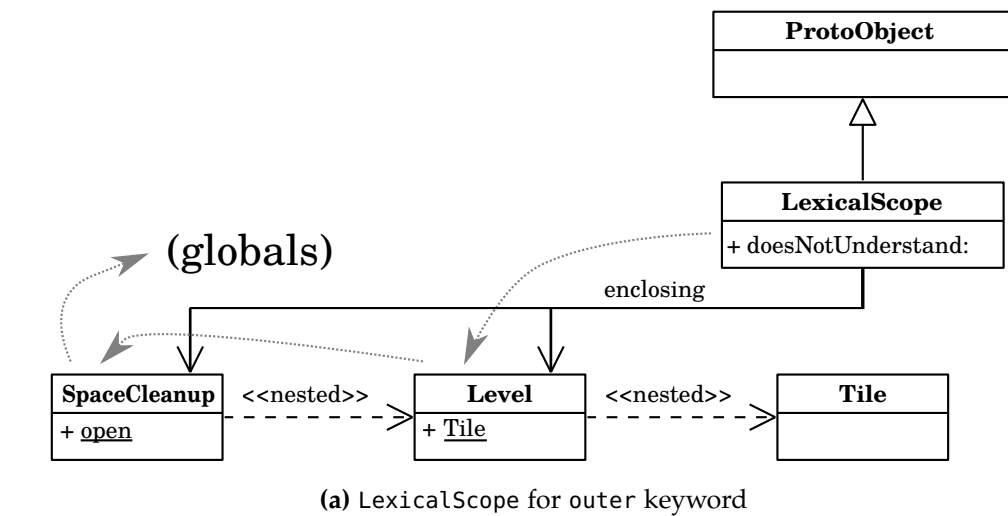 ProtoObject
LexicalScope
+ doesNotUnderstand:
(globals)
enclosing
SpaceCleanup
+ open
<<nested>>
Level
+ Tile
<<nested>>
Tile
(a) LexicalScope for outer keyword